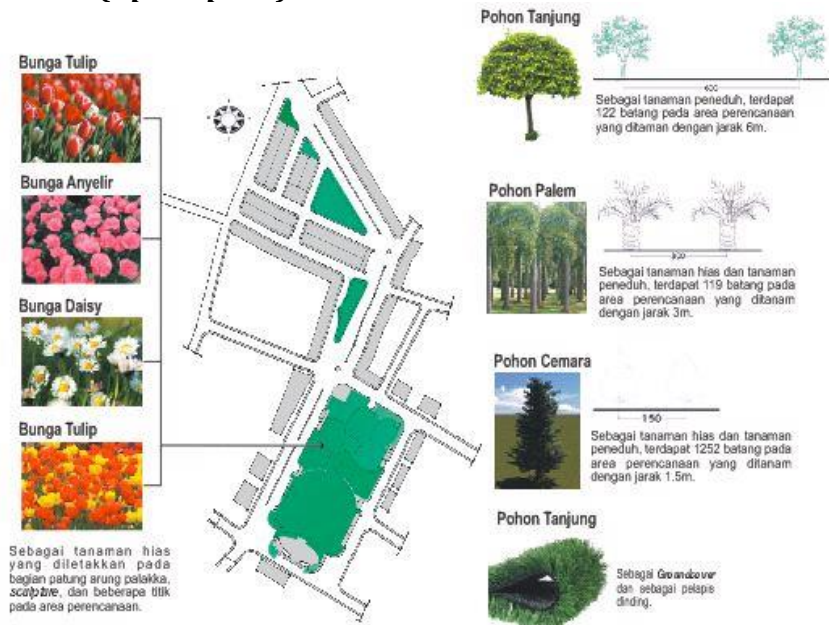 Bunga Tulip
Bunga Anyelir
Bunga Daisy
Bunga Tulip
Sebagai tanaman hias
yang diletakkan pada
bagian patung arung palakka,
sculpture, dan beberapa titik
pada area perencanaan.
Pohon Tanjung
600
Sebagai tanaman peneduh, terdapat
122 batang pada area perencanaan
yang ditaman dengan jarak 6m.
Pohon Palem
300
Sebagai tanaman hias dan tanaman
peneduh, terdapat 119 batang pada
area perencanaan yang ditanam
dengan jarak 3m.
Pohon Cemara
150
Sebagai tanaman hias dan tanaman
peneduh, terdapat 1252 batang pada
area perencanaan yang ditanam
dengan jarak 1.5m.
Pohon Tanjung
Sebagai Groundcover
dan sebagai pelapis
dinding.